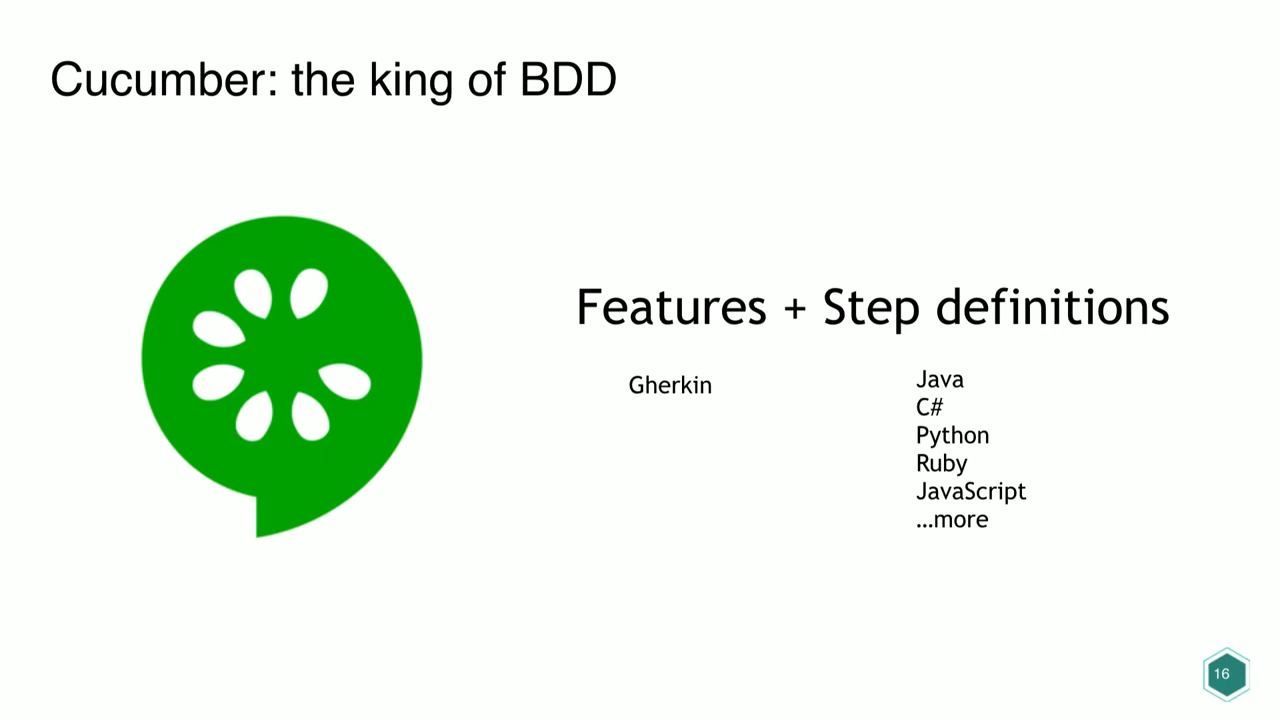 Cucumber: the king of BDD
Features + Step definitions
Gherkin
Java
C#
Python
Ruby
JavaScript
...more
16